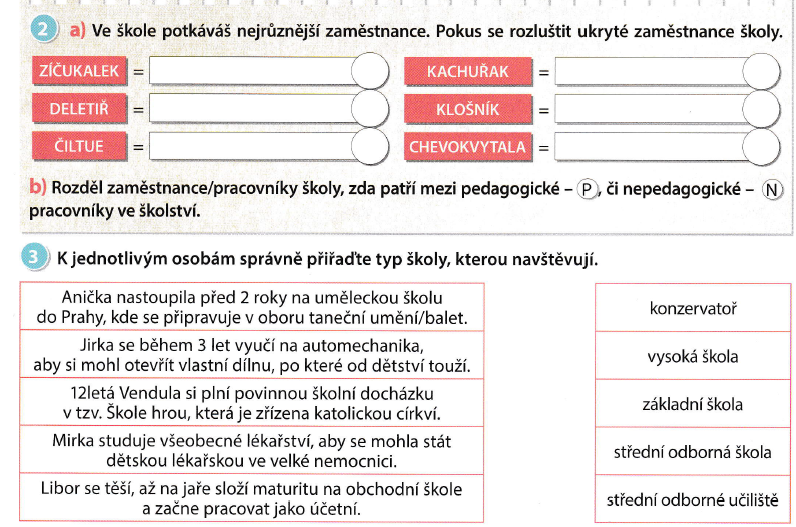 2 a) Ve škole potkáváš nejrůznější zaměstnance. Pokus se rozluštit ukryté zaměstnance školy.
ZÍČUKALEK =
KACHUŘAK =
DELETIŘ =
KLOŠNÍK =
ČILTUE =
CHEVOKVYTALA =
b) Rozděl zaměstnance/pracovníky školy, zda patří mezi pedagogické – P, či nepedagogické – N
pracovníky ve školství.
3 K jednotlivým osobám správně přiřaďte typ školy, kterou navštěvují.
Anička nastoupila před 2 roky na uměleckou školu
do Prahy, kde se připravuje v oboru taneční umění/balet.
Jirka se během 3 let vyučí na automechanika,
aby si mohl otevřít vlastní dílnu, po které od dětství touží.
12letá Vendula si plní povinnou školní docházku
v tzv. Škole hrou, která je zřízena katolickou církví.
Mirka studuje všeobecné lékařství, aby se mohla stát
dětskou lékařskou ve velké nemocnici.
Libor se těší, až na jaře složí maturitu na obchodní škole
a začne pracovat jako účetní.
konzervatoř
vysoká škola
základní škola
střední odborná škola
střední odborné učiliště